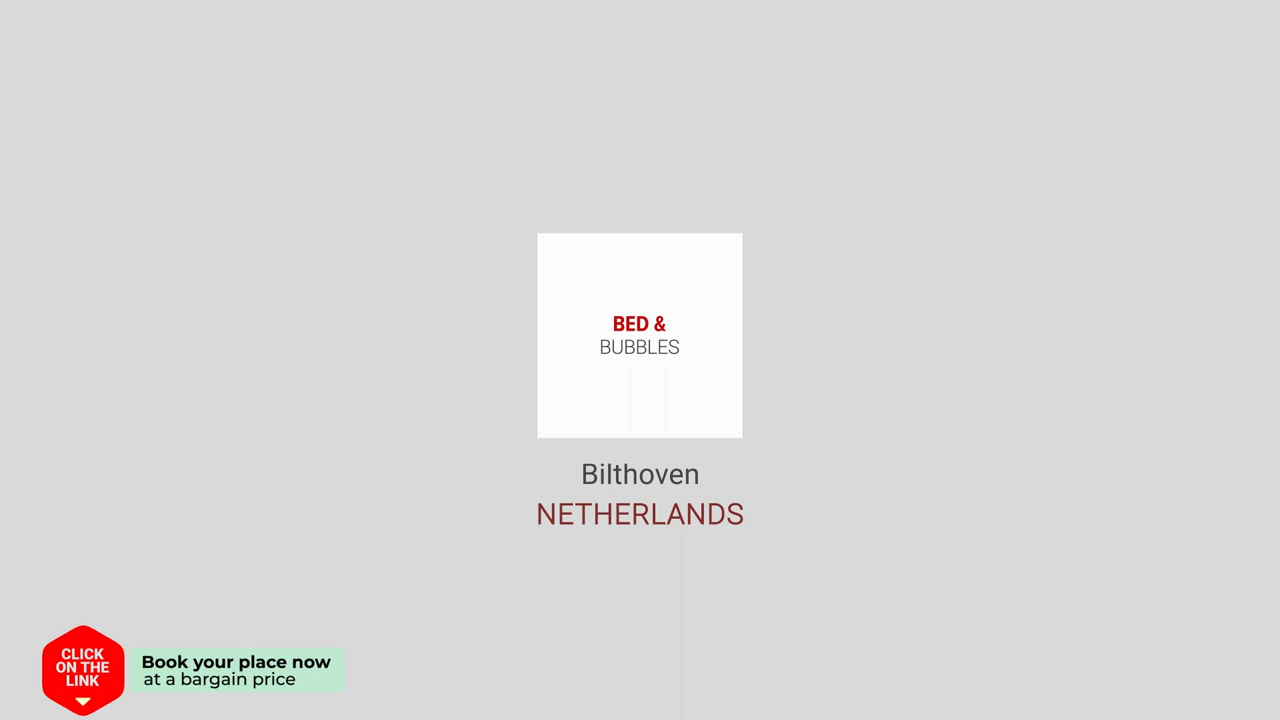 BED &
BUBBLES
Bilthoven
NETHERLANDS
CLICK
ON THE
LINK
Book your place now
at a bargain price